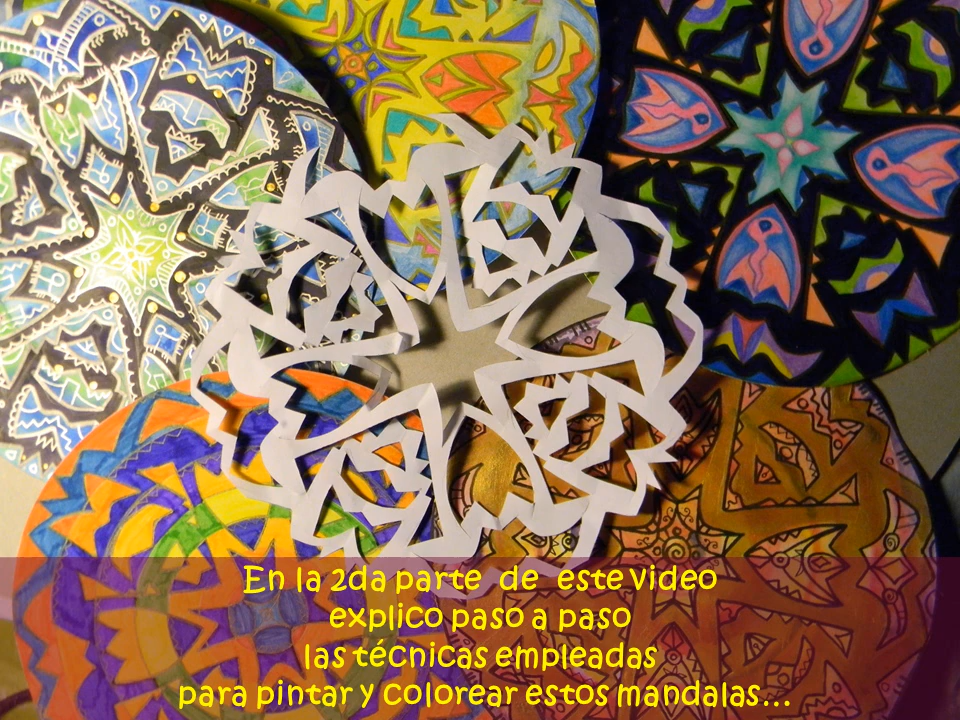 En la 2da parte de este video
explico paso a paso
las técnicas empleadas
para pintar y colorear estos mandalas...